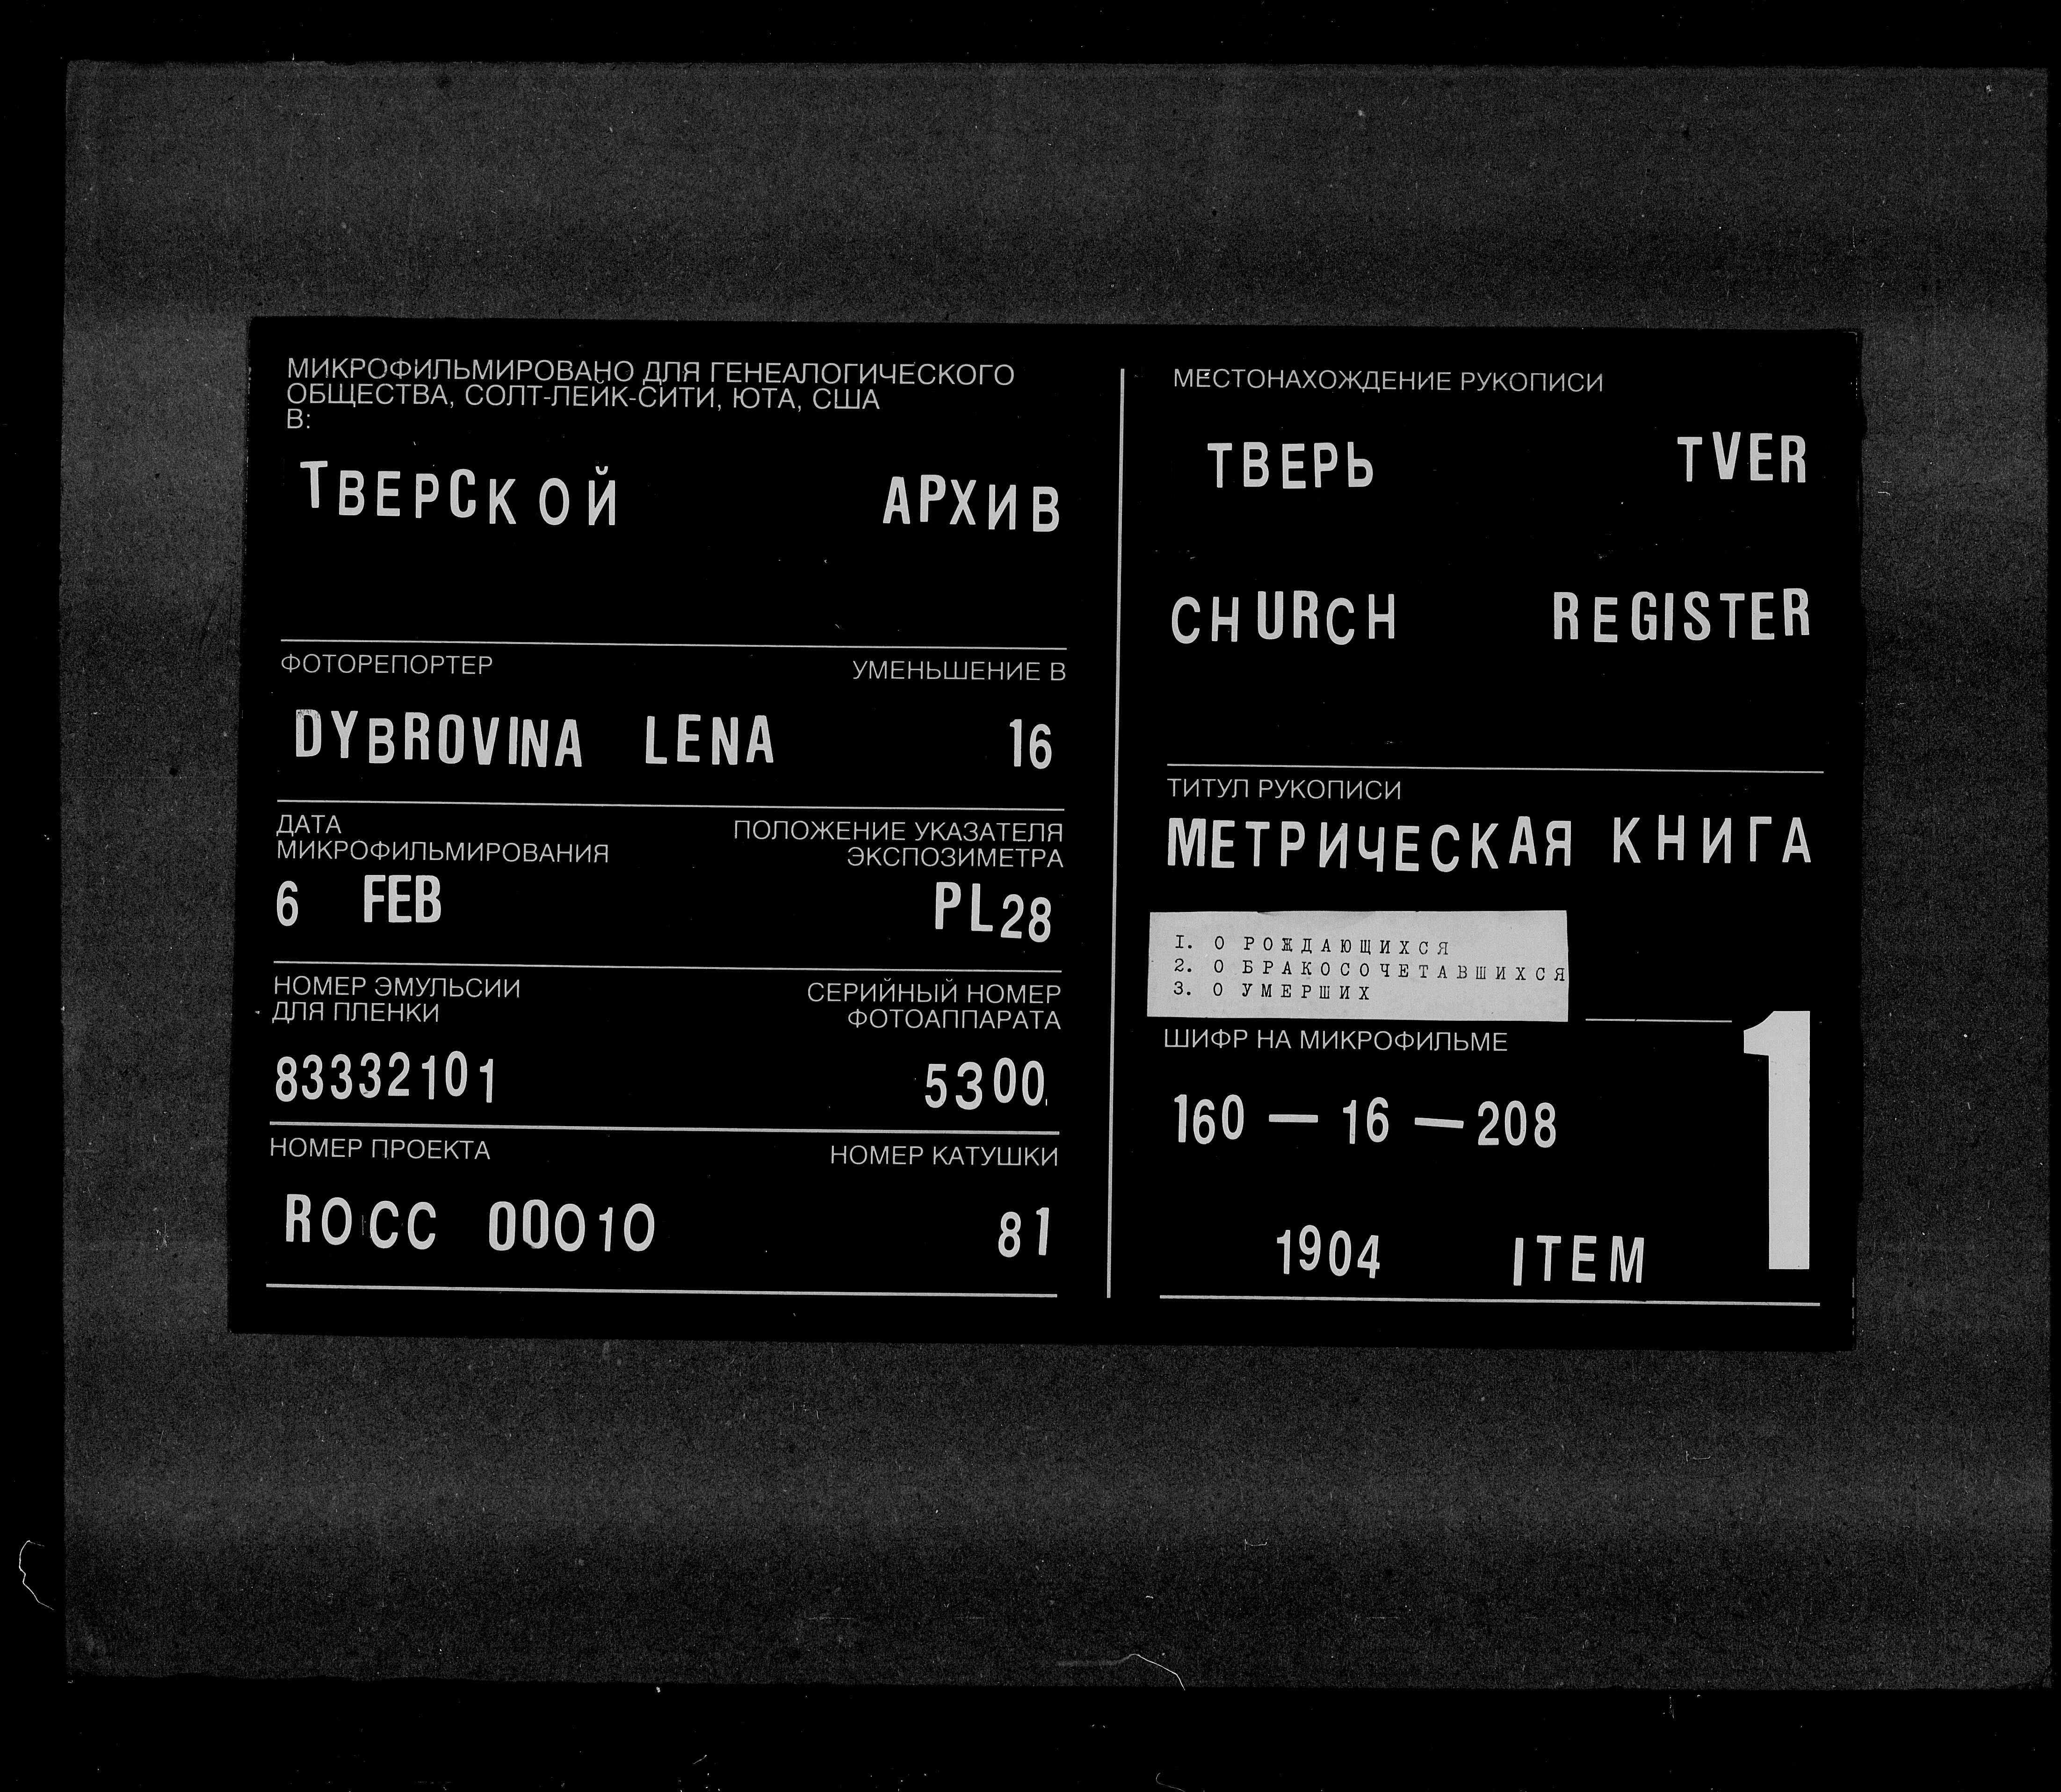 МИКРОФИЛЬМИРОВАНО ДЛЯ ГЕНЕАЛОГИЧЕСКОГО
ОБЩЕСТВА, СОЛТ-ЛЕЙК-СИТИ, ЮТА, США
В:
ТВЕРСКОЙ АРХИВ
ФОТОРЕПОРТЕР УМЕНЬШЕНИЕ В
DYBROVINA LENA 16
ДАТА
МИКРОФИЛЬМИРОВАНИЯ
ПОЛОЖЕНИЕ УКАЗАТЕЛЯ
ЭКСПОЗИМЕТРА
6 FEB PL28
НОМЕР ЭМУЛЬСИИ
ДЛЯ ПЛЕНКИ
СЕРИЙНЫЙ НОМЕР
ФОТОАППАРАТА
83332101 5300
НОМЕР ПРОЕКТА НОМЕР КАТУШКИ
ROCC 00010 81
МЕСТОНАХОЖДЕНИЕ РУКОПИСИ
ТВЕРЬ TVER
CHURCH REGISTER
ТИТУЛ РУКОПИСИ
МЕТРИЧЕСКАЯ КНИГА
I. О РОЖДАЮЩИХСЯ
2. О БРАКОСОЧЕТАВШИХСЯ
3. О УМЕРШИХ
ШИФР НА МИКРОФИЛЬМЕ
160 — 16 — 208
1904 ITEM 1